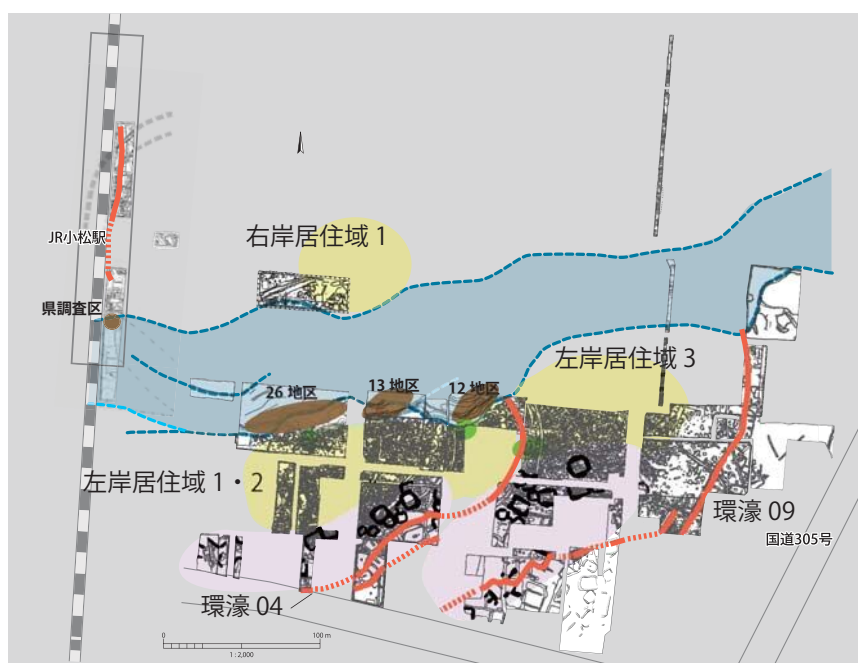 右岸居住域 1
JR小松駅
県調査区
左岸居住域 3
26 地区
13 地区
12 地区
左岸居住域 1・2
環濠 09
国道305号
環濠 04
0
100 m
1 : 2,000